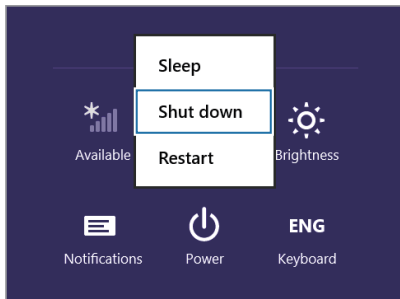 Sleep
Shut down
Restart
Available
Brightness
ENG
Notifications
Power
Keyboard